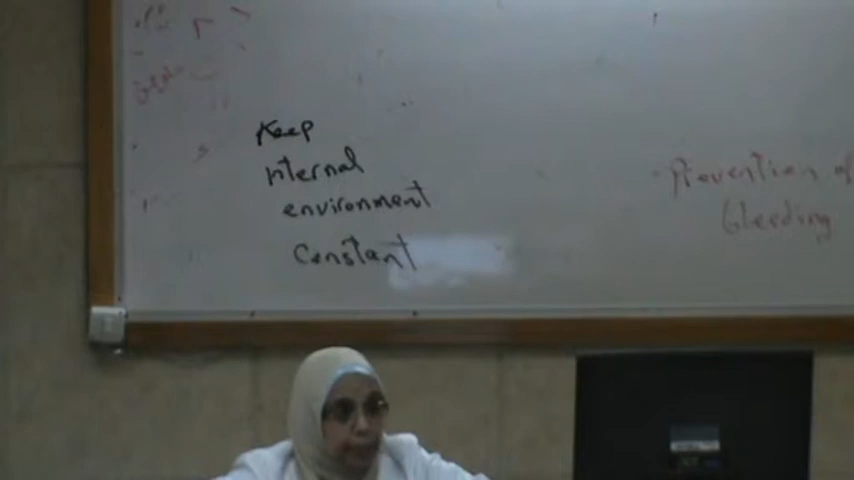 Keep
internal
environment
Constant
Prevention of
bleeding